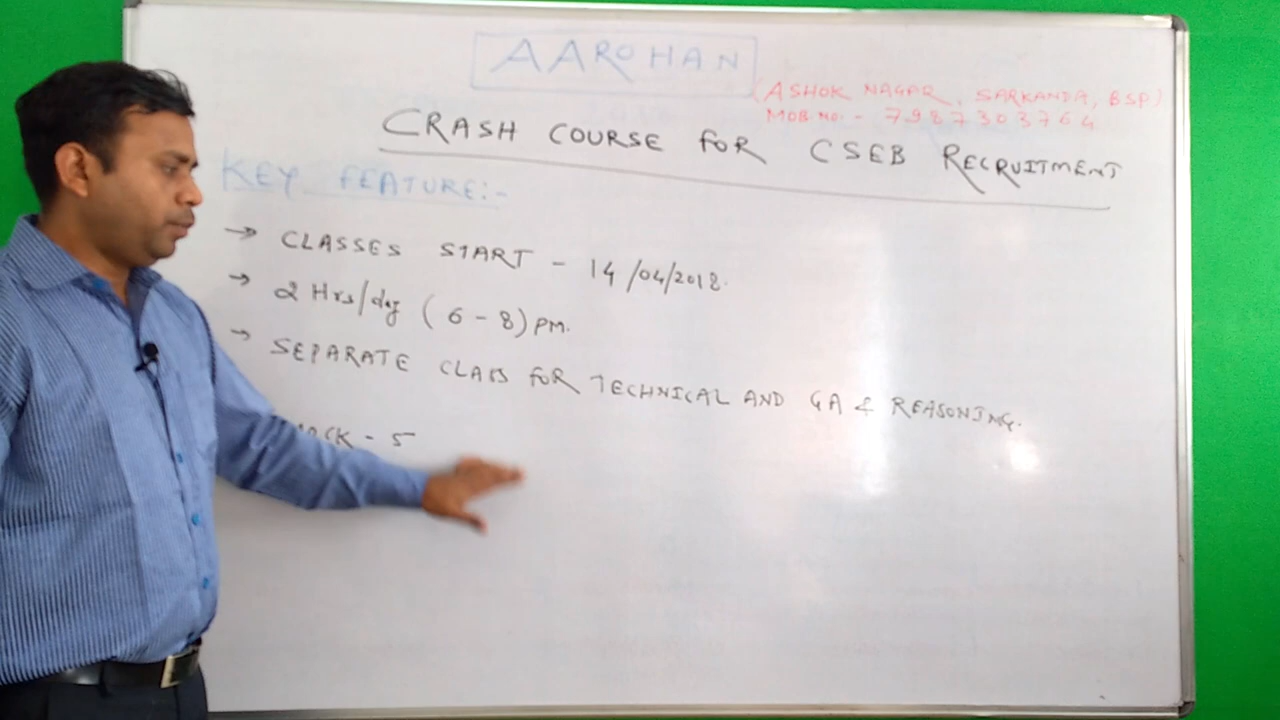 AAROHAN
(ASHOK NAGAR, SARKANDA, BSP)
MOB. NO. - 7987303764
CRASH COURSE FOR CSEB RECRUITMENT
KEY FEATURE:-
→ CLASSES START - 14/04/2018.
→ 2 Hrs/day (6-8) PM.
→ SEPARATE CLASS FOR TECHNICAL AND GA & REASONING.
MOCK - 5